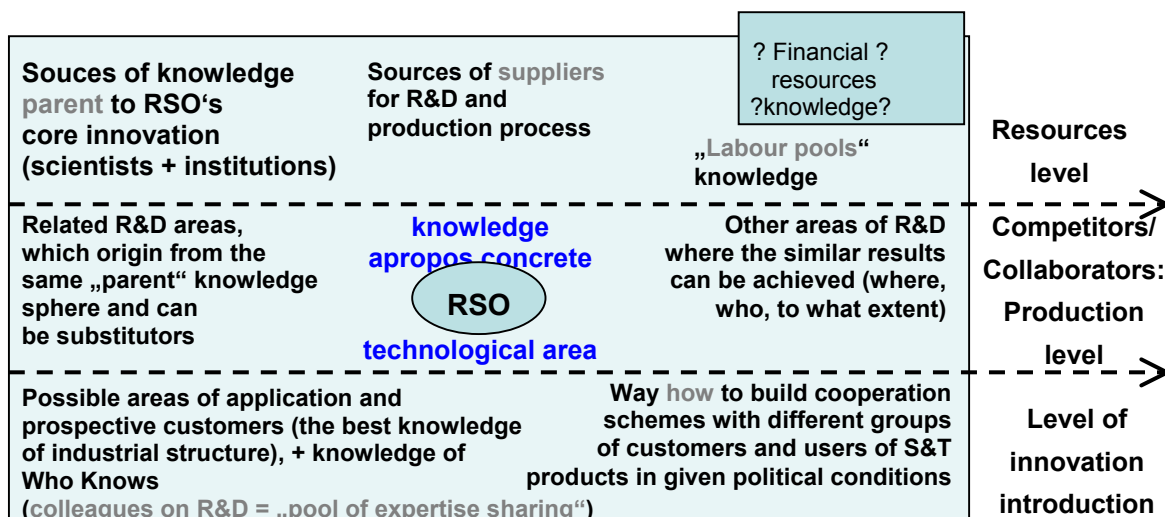 Souces of knowledge
parent to RSO‘s
core innovation
(scientists + institutions)
Sources of suppliers
for R&D and
production process
? Financial ?
resources
?knowledge?
„Labour pools“
knowledge
Resources
level
Related R&D areas,
which origin from the
same „parent“ knowledge
sphere and can
be substitutors
knowledge
apropos concrete
RSO
technological area
Other areas of R&D
where the similar results
can be achieved (where,
who, to what extent)
Competitors/
Collaborators:
Production
level
Possible areas of application and
prospective customers (the best knowledge
of industrial structure), + knowledge of
Who Knows
(colleagues on R&D = „pool of expertise sharing“)
Way how to build cooperation
schemes with different groups
of customers and users of S&T
products in given political conditions
Level of
innovation
introduction